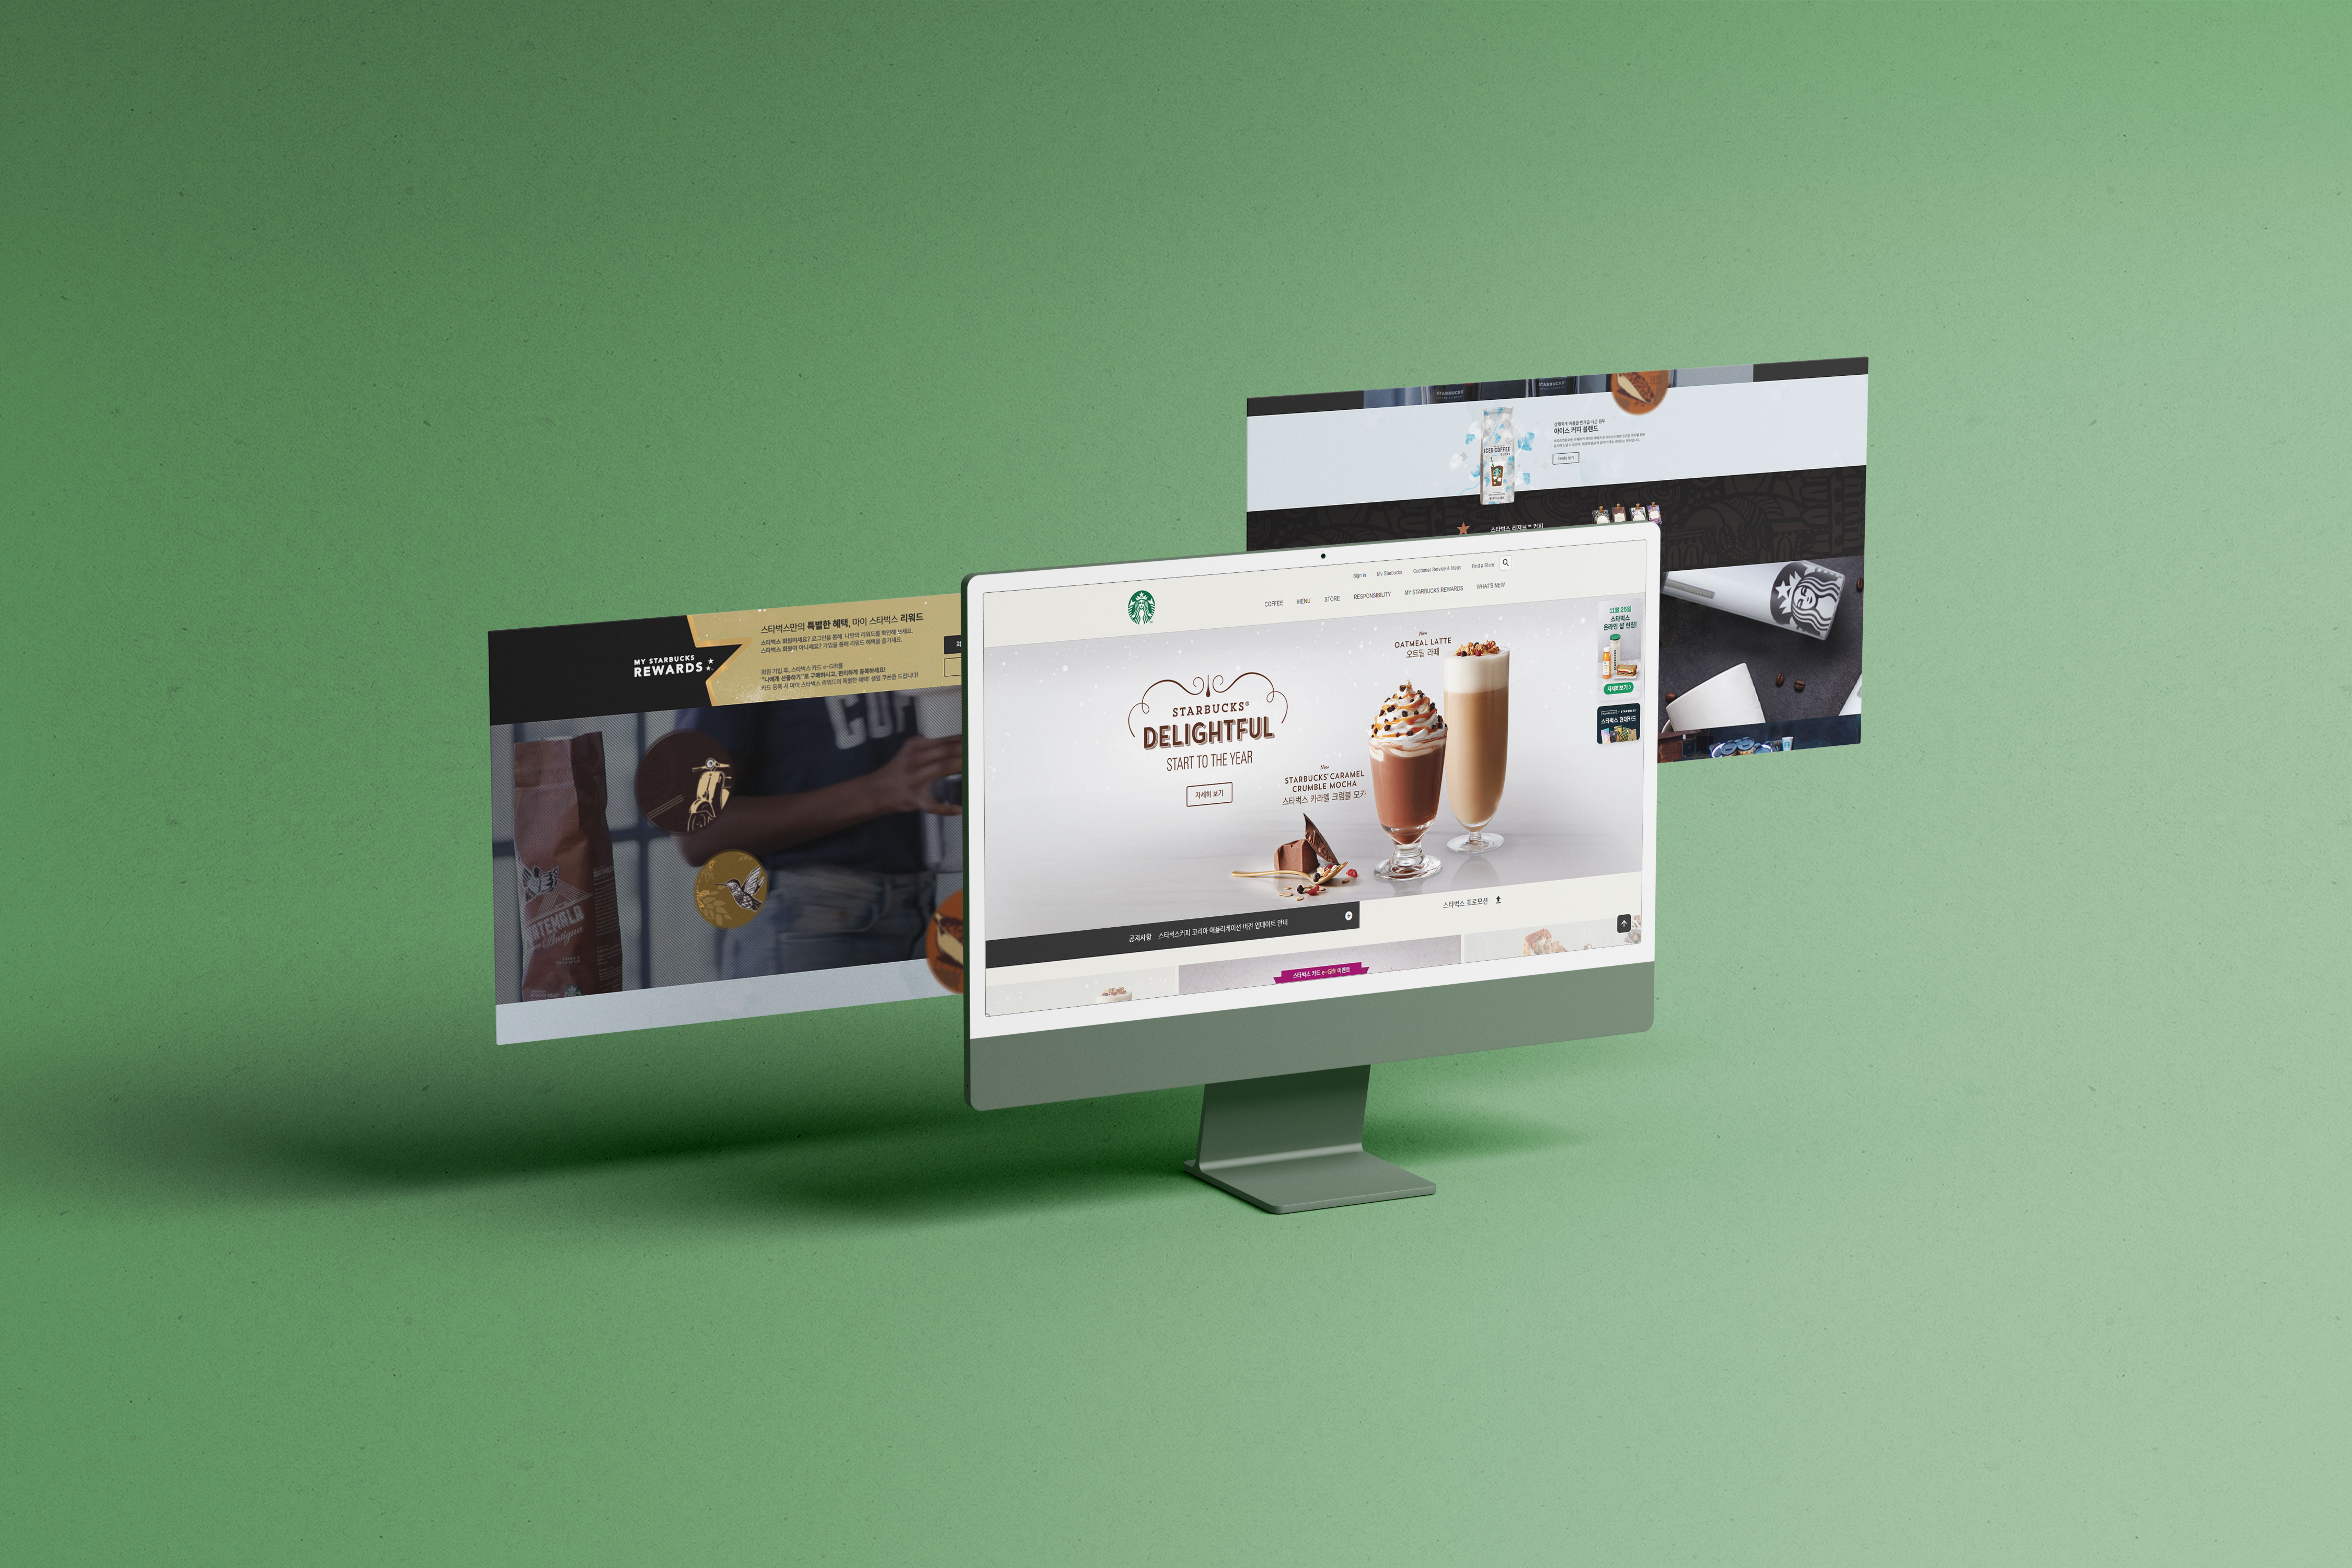 STARBUCKS
STARBUCKS
아이스 커피 블렌드
ICED COFFEE
스타벅스 리저브™ 커피
MY STARBUCKS
REWARDS
스타벅스만의 특별한 혜택, 마이 스타벅스 리워드
스타벅스 회원이세요? 로그인을 통해 나만의 리워드를 확인해 보세요.
스타벅스 회원이 아니세요? 가입을 통해 리워드 혜택을 즐기세요.
회원 가입 후, 스타벅스 카드 e-Gift를
"나에게 선물하기"로 구매하시고, 편리하게 등록하세요!
카드 등록 시 마이 스타벅스 리워드의 특별한 혜택! 생일 쿠폰을 드립니다!
Antigua
Sign in
My Starbucks
Customer Service & Ideas
Find a Store
COFFEE
MENU
STORE
RESPONSIBILITY
MY STARBUCKS REWARDS
WHAT'S NEW
STARBUCKS®
DELIGHTFUL
START TO THE YEAR
자세히 보기
New
OATMEAL LATTE
오트밀 라떼
New
STARBUCKS® CARAMEL
CRUMBLE MOCHA
스타벅스 카라멜 크럼블 모카
11월 25일
스타벅스
온라인 샵 런칭!
자세히보기 >
스타벅스 현대카드
공지사항 스타벅스커피 코리아 애플리케이션 버전 업데이트 안내
스타벅스 프로모션
스타벅스 카드 e-Gift 이벤트